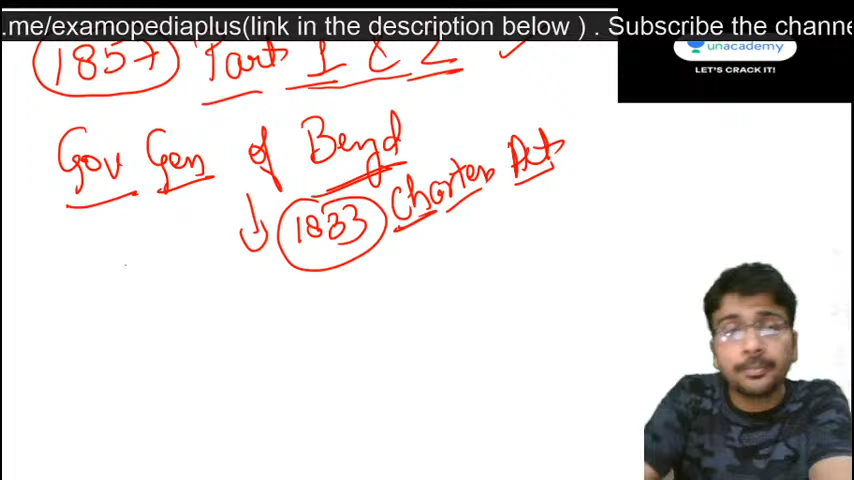 .me/examopediaplus(link in the description below ) . Subscribe the channe
unacademy
LET'S CRACK IT!
1857 Part 1 & 2
Gov Gen of Bengal
1833 Charter Act